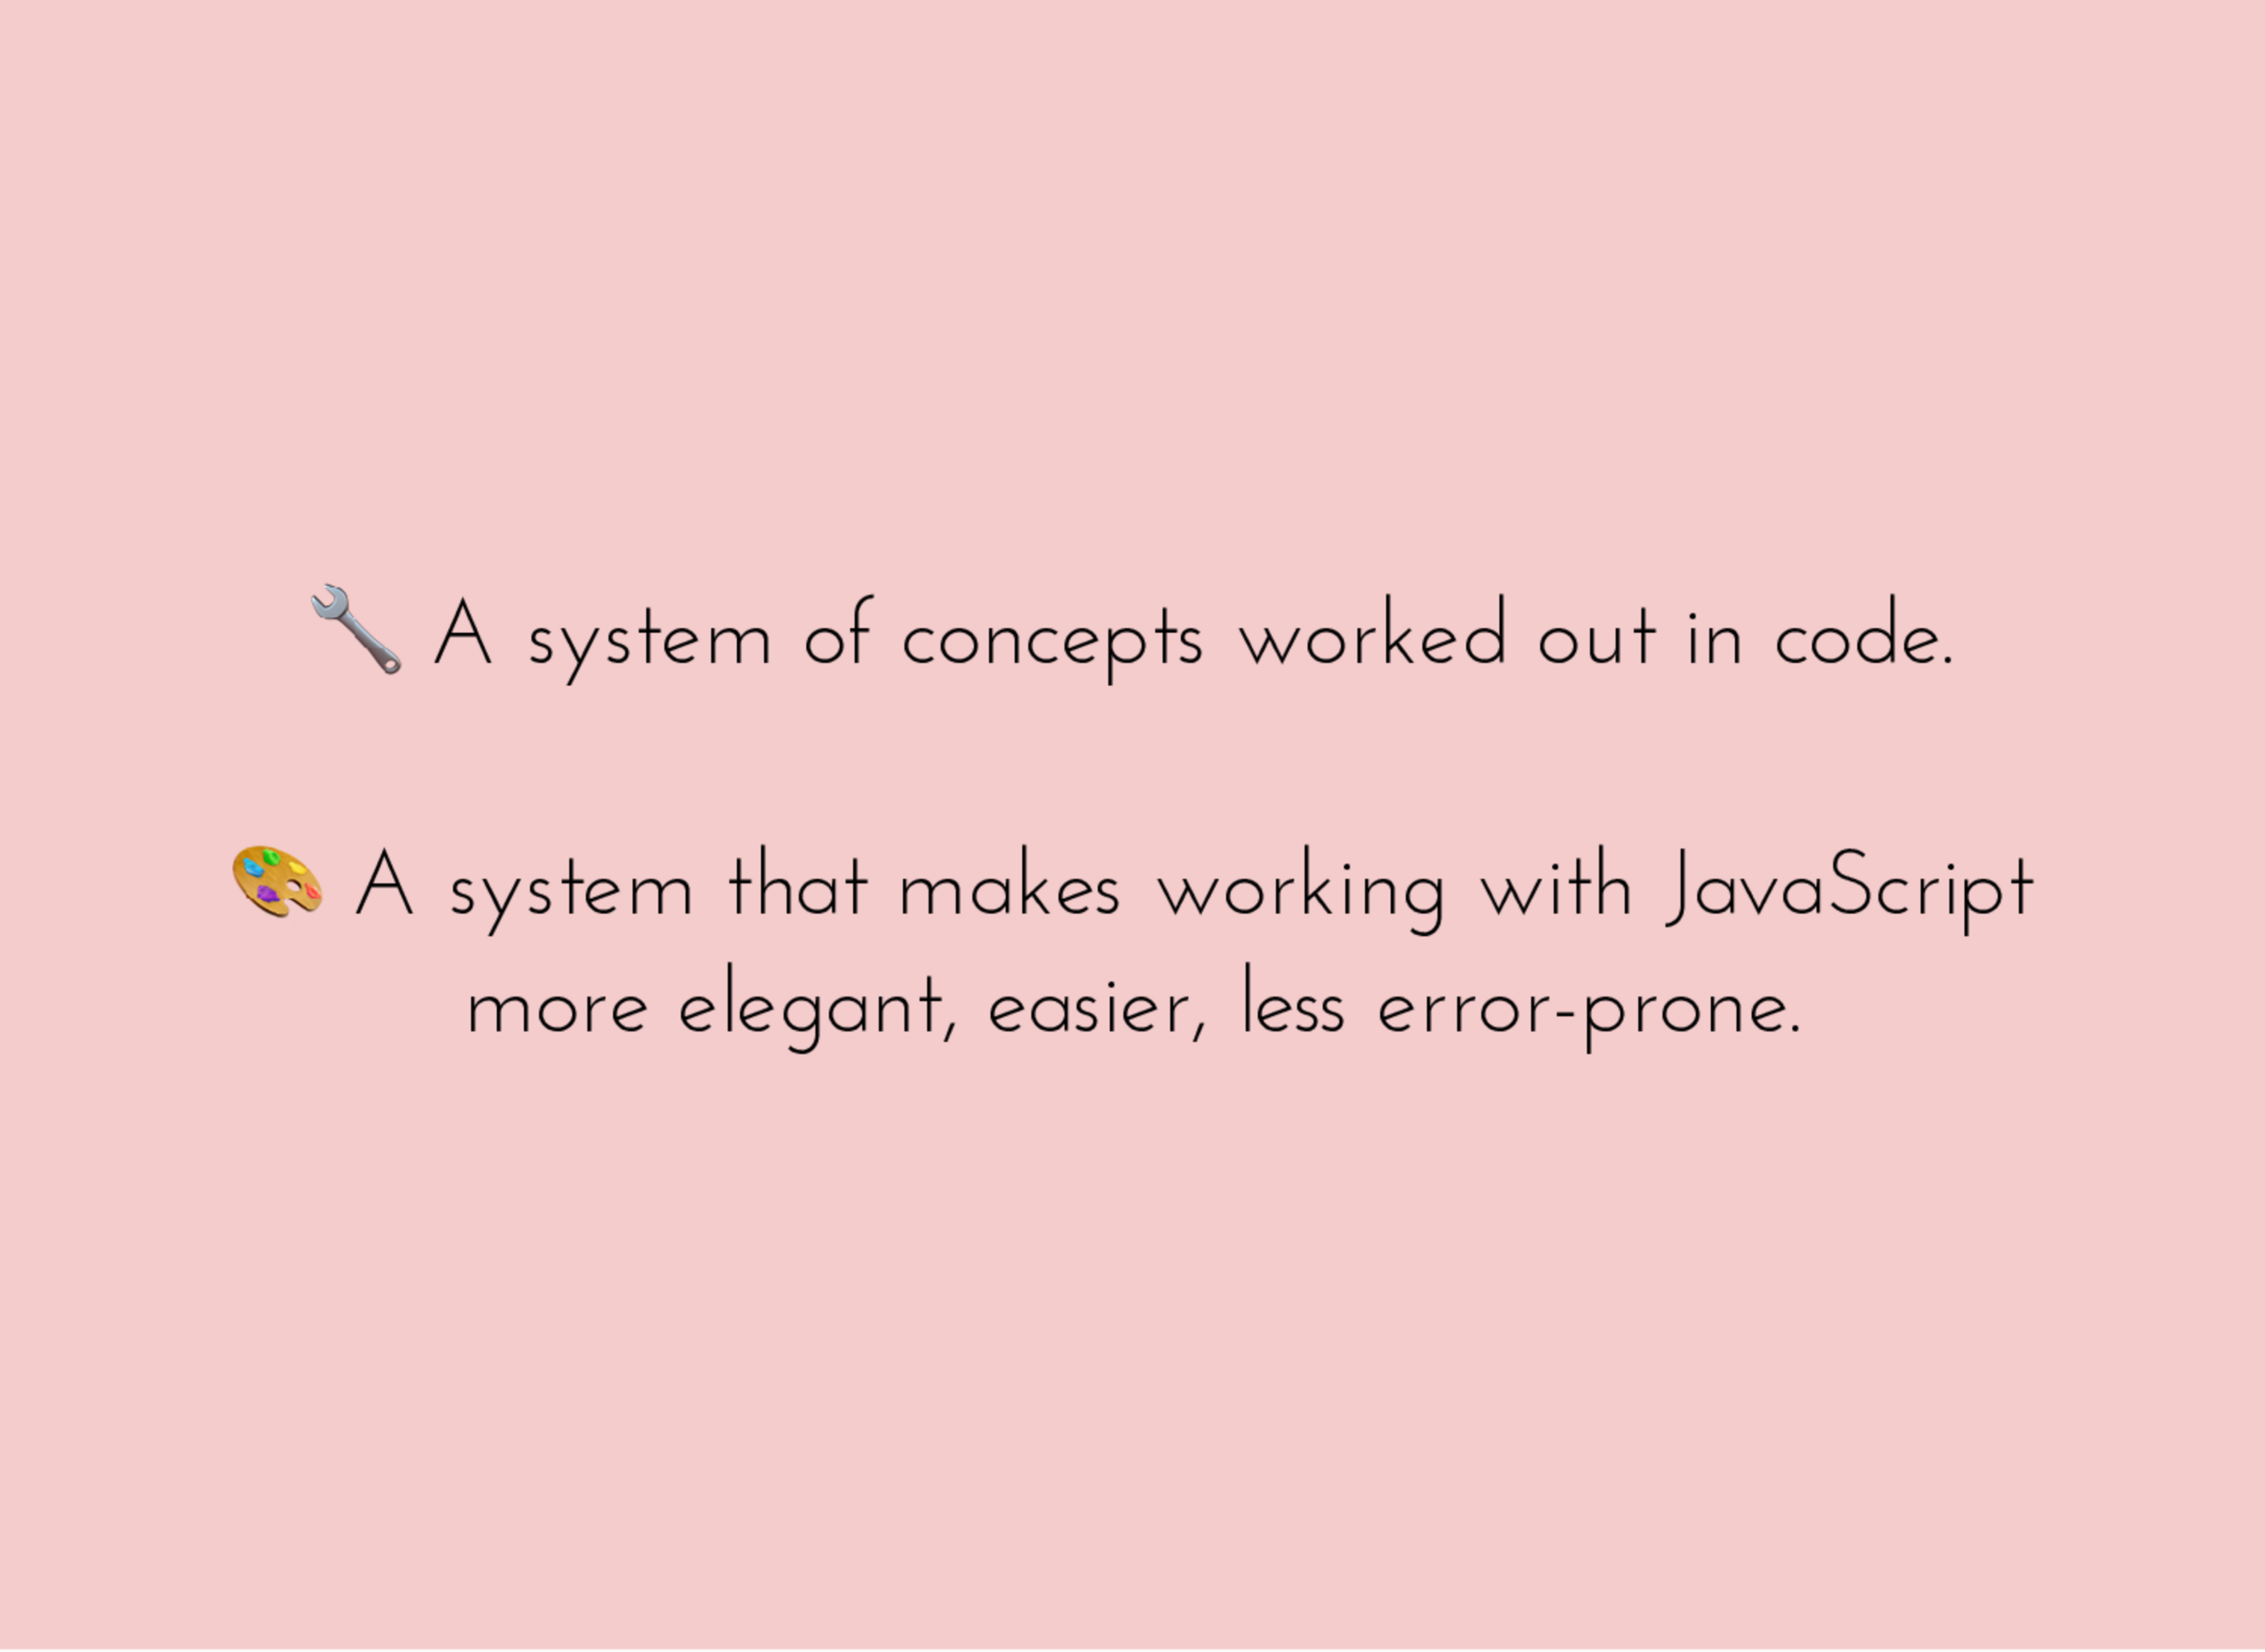 🔧 A system of concepts worked out in code.
🎨 A system that makes working with JavaScript
more elegant, easier, less error-prone.